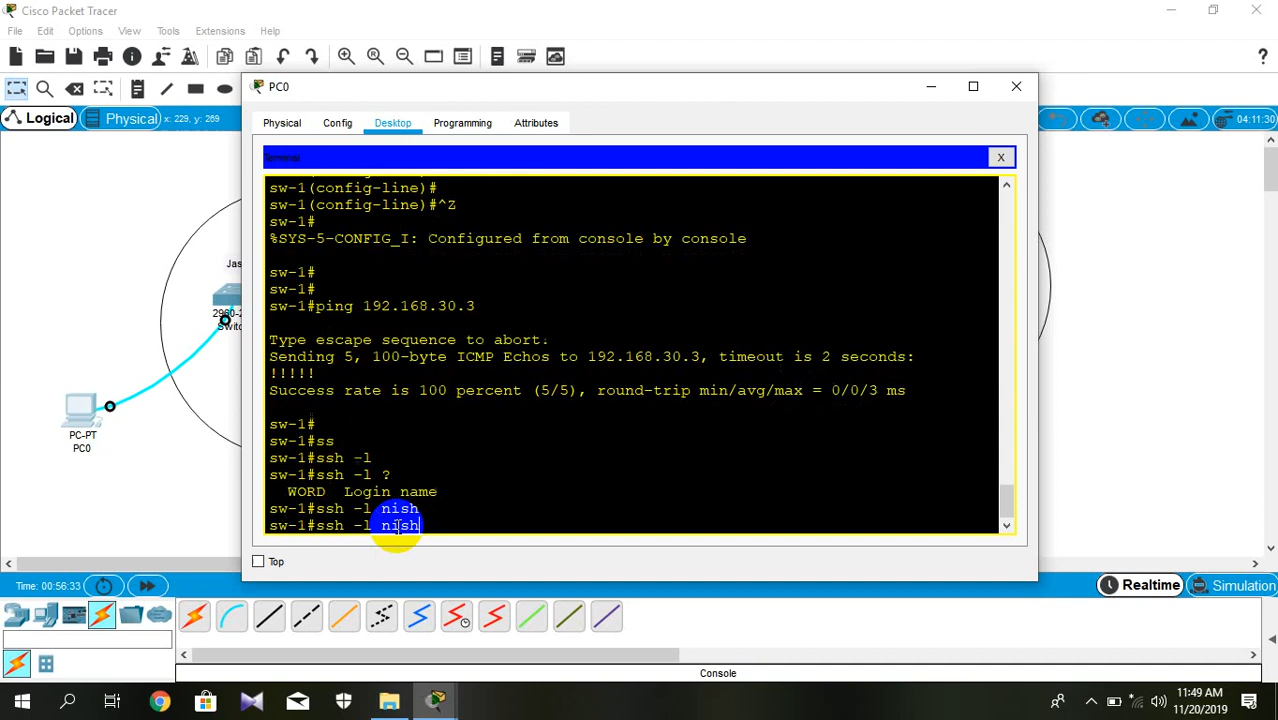 Cisco Packet Tracer
File Edit Options View Tools Extensions Help
Logical Physical x: 229, y: 289
04:11:30
PC0
Physical Config Desktop Programming Attributes
Terminal
X
sw-1(config-line)#
sw-1(config-line)#^Z
sw-1#
%SYS-5-CONFIG_I: Configured from console by console
sw-1#
sw-1#
sw-1#ping 192.168.30.3
Type escape sequence to abort.
Sending 5, 100-byte ICMP Echos to 192.168.30.3, timeout is 2 seconds:
!!!!!
Success rate is 100 percent (5/5), round-trip min/avg/max = 0/0/3 ms
sw-1#
sw-1#ss
sw-1#ssh -l
sw-1#ssh -l ?
WORD Login name
sw-1#ssh -l nish
sw-1#ssh -l nish
Top
Jas
2960-2
Switc
PC-PT
PC0
Time: 00:56:33
Realtime Simulation
Console
11:49 AM
11/20/2019